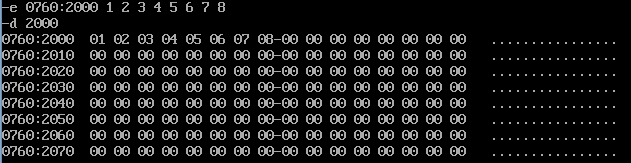 -e 0760:2000 1 2 3 4 5 6 7 8
-d 2000
0760:2000  01 02 03 04 05 06 07 08-00 00 00 00 00 00 00 00   ................
0760:2010  00 00 00 00 00 00 00 00-00 00 00 00 00 00 00 00   ................
0760:2020  00 00 00 00 00 00 00 00-00 00 00 00 00 00 00 00   ................
0760:2030  00 00 00 00 00 00 00 00-00 00 00 00 00 00 00 00   ................
0760:2040  00 00 00 00 00 00 00 00-00 00 00 00 00 00 00 00   ................
0760:2050  00 00 00 00 00 00 00 00-00 00 00 00 00 00 00 00   ................
0760:2060  00 00 00 00 00 00 00 00-00 00 00 00 00 00 00 00   ................
0760:2070  00 00 00 00 00 00 00 00-00 00 00 00 00 00 00 00   ................